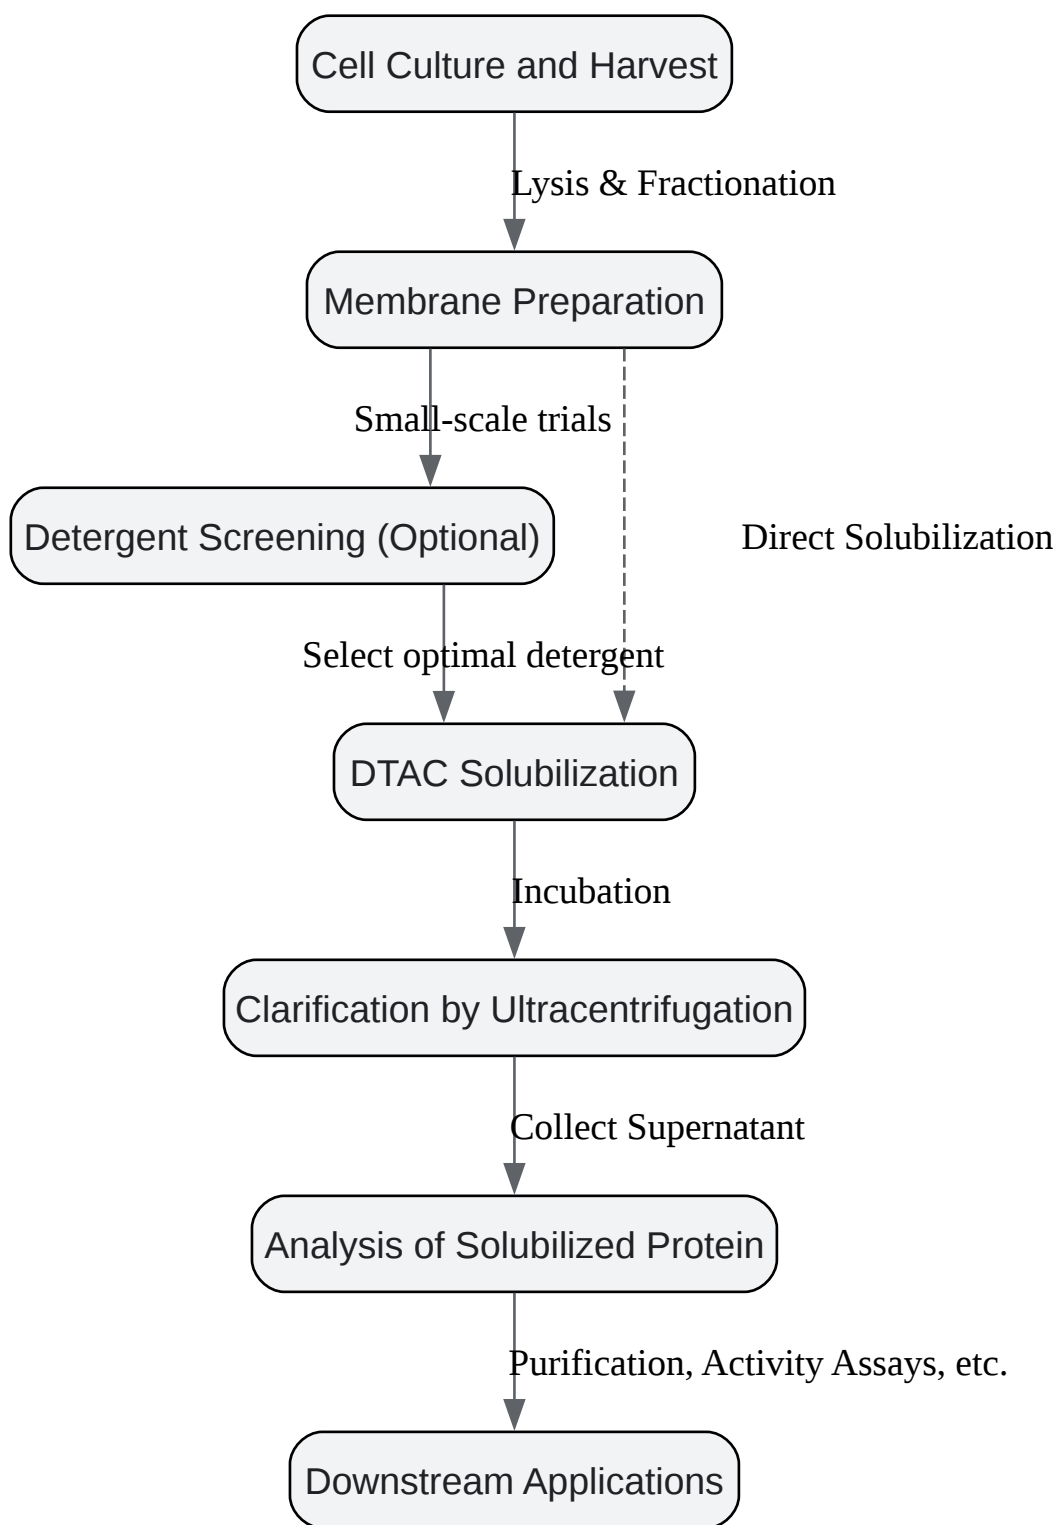 Cell Culture and Harvest
Lysis & Fractionation
Membrane Preparation
Small-scale trials
Detergent Screening (Optional)
Direct Solubilization
Select optimal detergent
DTAC Solubilization
Incubation
Clarification by Ultracentrifugation
Collect Supernatant
Analysis of Solubilized Protein
Purification, Activity Assays, etc.
Downstream Applications